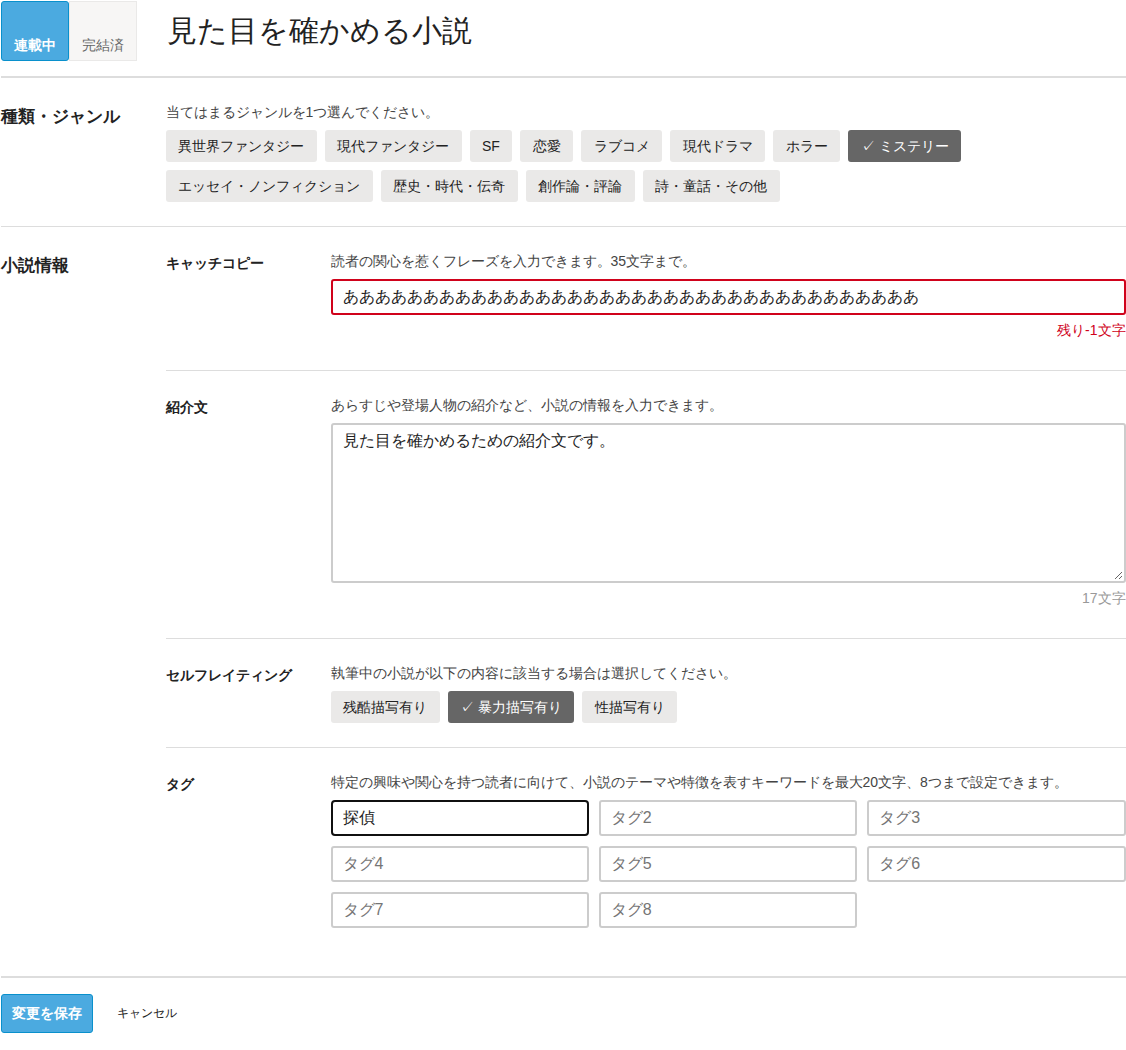 連載中 完結済 見た目を確かめる小説
種類・ジャンル 当てはまるジャンルを1つ選んでください。
異世界ファンタジー 現代ファンタジー SF 恋愛 ラブコメ 現代ドラマ ホラー ✓ ミステリー
エッセイ・ノンフィクション 歴史・時代・伝奇 創作論・評論 詩・童話・その他
小説情報 キャッチコピー 読者の関心を惹くフレーズを入力できます。35文字まで。
ああああああああああああああああああああああああああああああああああああ
残り-1文字
紹介文 あらすじや登場人物の紹介など、小説の情報を入力できます。
見た目を確かめるための紹介文です。
17文字
セルフレイティング 執筆中の小説が以下の内容に該当する場合は選択してください。
残酷描写有り ✓ 暴力描写有り 性描写有り
タグ 特定の興味や関心を持つ読者に向けて、小説のテーマや特徴を表すキーワードを最大20文字、8つまで設定できます。
探偵 タグ2 タグ3
タグ4 タグ5 タグ6
タグ7 タグ8
変更を保存 キャンセル